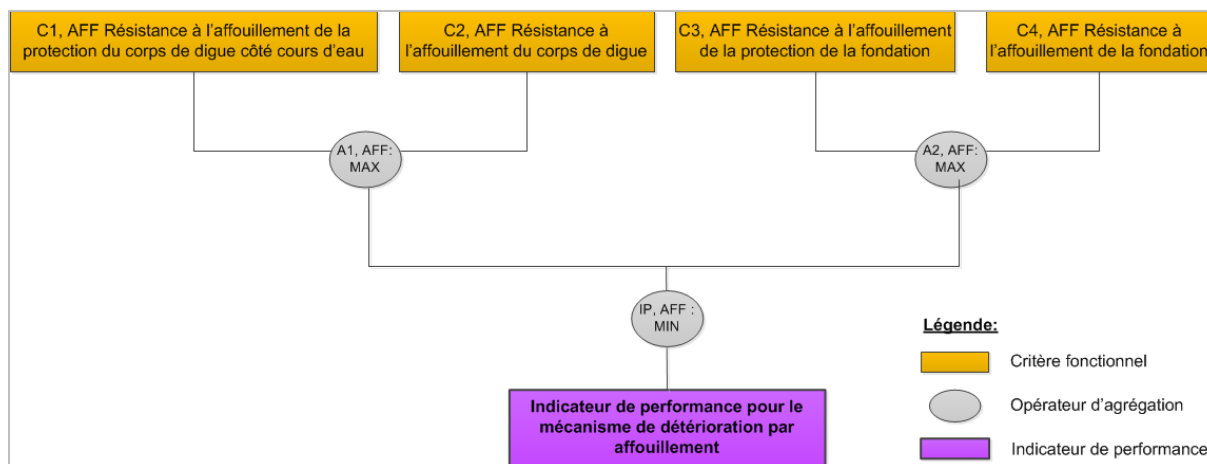 C1, AFF Résistance à l'affouillement de la
protection du corps de digue côté cours d'eau
C2, AFF Résistance à
l'affouillement du corps de digue
C3, AFF Résistance à l'affouillement
de la protection de la fondation
C4, AFF Résistance à
l'affouillement de la fondation
A1, AFF:
MAX
A2, AFF:
MAX
IP, AFF :
MIN
Indicateur de performance pour le
mécanisme de détérioration par
affouillement
Légende:
Critère fonctionnel
Opérateur d'agrégation
Indicateur de performance